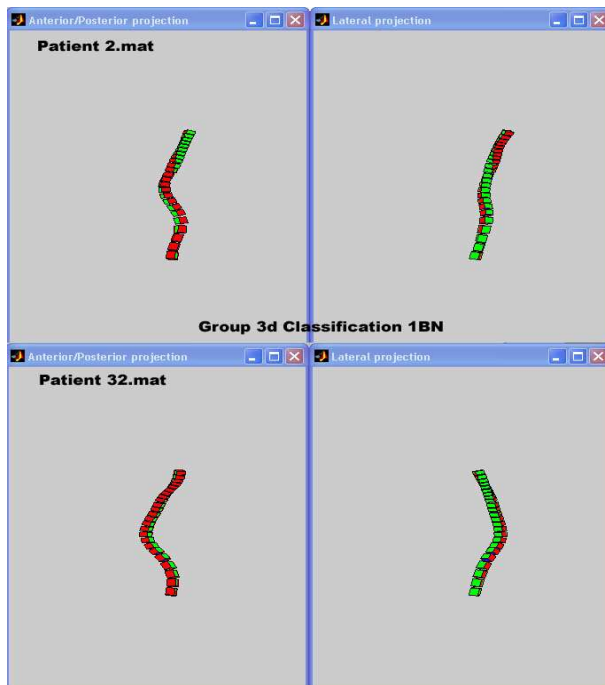 Anterior/Posterior projection
Lateral projection
Patient 2.mat
Group 3d Classification 1BN
Anterior/Posterior projection
Lateral projection
Patient 32.mat